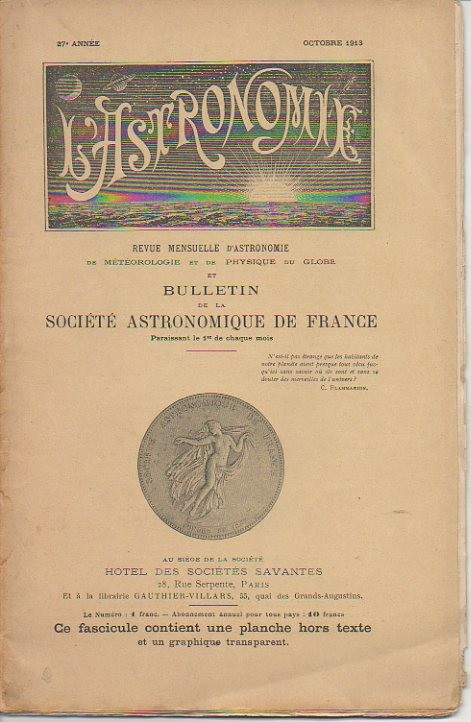 27e ANNÉE OCTOBRE 1913
L'ASTRONOMIE
REVUE MENSUELLE D'ASTRONOMIE
DE MÉTÉOROLOGIE ET DE PHYSIQUE DU GLOBE
ET
BULLETIN
DE LA
SOCIÉTÉ ASTRONOMIQUE DE FRANCE
Paraissant le 1er de chaque mois
N'est-il pas étrange que les habitants de
notre planète aient presque tous vécu jus-
qu'ici sans savoir où ils sont et sans se
douter des merveilles de l'univers ?
C. FLAMMARION.
SOCIÉTÉ ASTRONOMIQUE DE FRANCE
AU SIÈGE DE LA SOCIÉTÉ
HOTEL DES SOCIÉTÉS SAVANTES
28, Rue Serpente, PARIS
Et à la librairie GAUTHIER-VILLARS, 55, quai des Grands-Augustins.
Le Numéro : 1 franc. — Abonnement annuel pour tous pays : 10 francs
Ce fascicule contient une planche hors texte
et un graphique transparent.